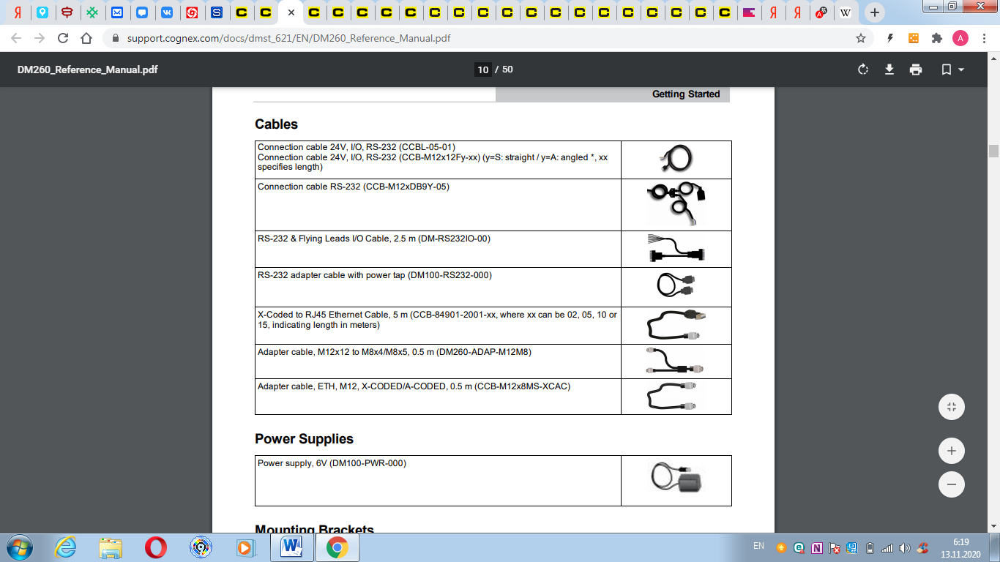 support.cognex.com/docs/dmst_621/EN/DM260_Reference_Manual.pdf
A
DM260_Reference_Manual.pdf
10 / 50
Getting Started
Cables
Connection cable 24V, I/O, RS-232 (CCBL-05-01)
Connection cable 24V, I/O, RS-232 (CCB-M12x12Fy-xx) (y=S: straight / y=A: angled *, xx
specifies length)
Connection cable RS-232 (CCB-M12xDB9Y-05)
RS-232 & Flying Leads I/O Cable, 2.5 m (DM-RS232IO-00)
RS-232 adapter cable with power tap (DM100-RS232-000)
X-Coded to RJ45 Ethernet Cable, 5 m (CCB-84901-2001-xx, where xx can be 02, 05, 10 or
15, indicating length in meters)
Adapter cable, M12x12 to M8x4/M8x5, 0.5 m (DM260-ADAP-M12M8)
Adapter cable, ETH, M12, X-CODED/A-CODED, 0.5 m (CCB-M12x8MS-XCAC)
Power Supplies
Power supply, 6V (DM100-PWR-000)
Mounting Brackets
EN
6:19
13.11.2020